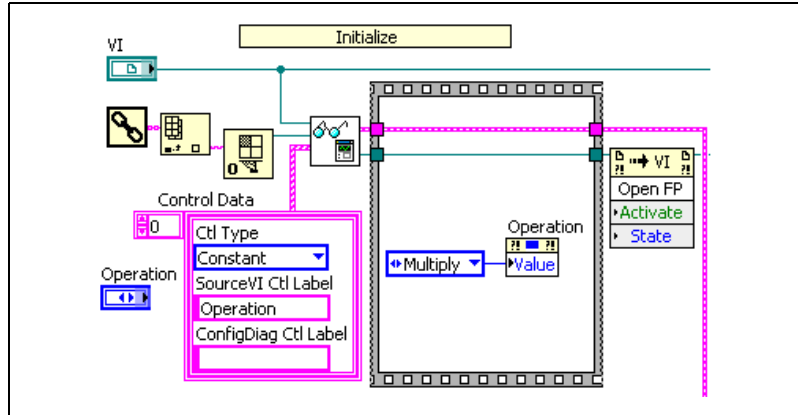 Initialize
VI
VI
Open FP
Activate
State
Control Data
0
Ctl Type
Constant
SourceVI Ctl Label
Operation
ConfigDiag Ctl Label
Operation
Operation
Multiply
Value